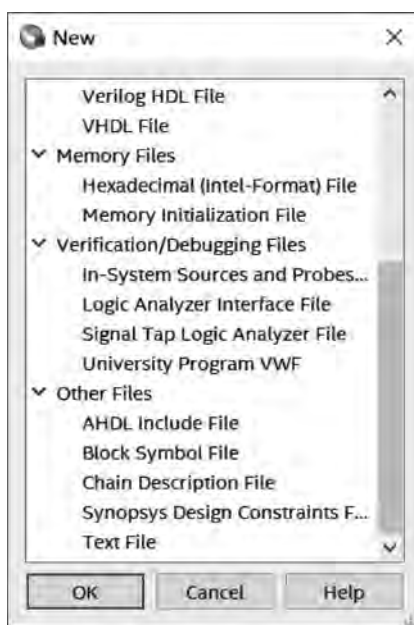 New
Verilog HDL File
VHDL File
Memory Files
Hexadecimal (Intel-Format) File
Memory Initialization File
Verification/Debugging Files
In-System Sources and Probes...
Logic Analyzer Interface File
Signal Tap Logic Analyzer File
University Program VWF
Other Files
AHDL Include File
Block Symbol File
Chain Description File
Synopsys Design Constraints F...
Text File
OK Cancel Help